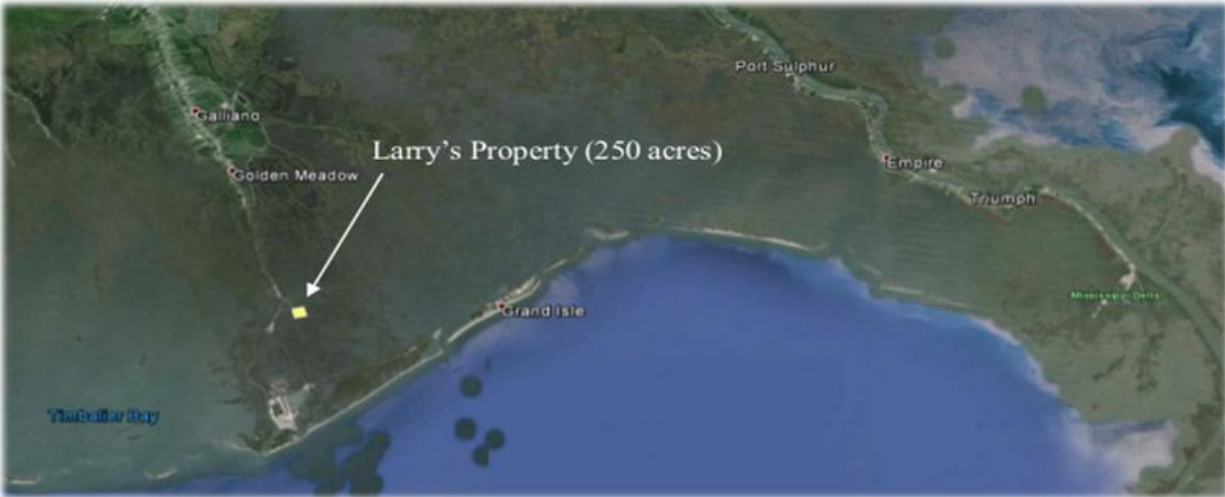 Port Sulphur
Galliano
Larry's Property (250 acres)
Golden Meadow
Empire
Triumph
Mississippi Delta
Grand Isle
Timbalier Bay